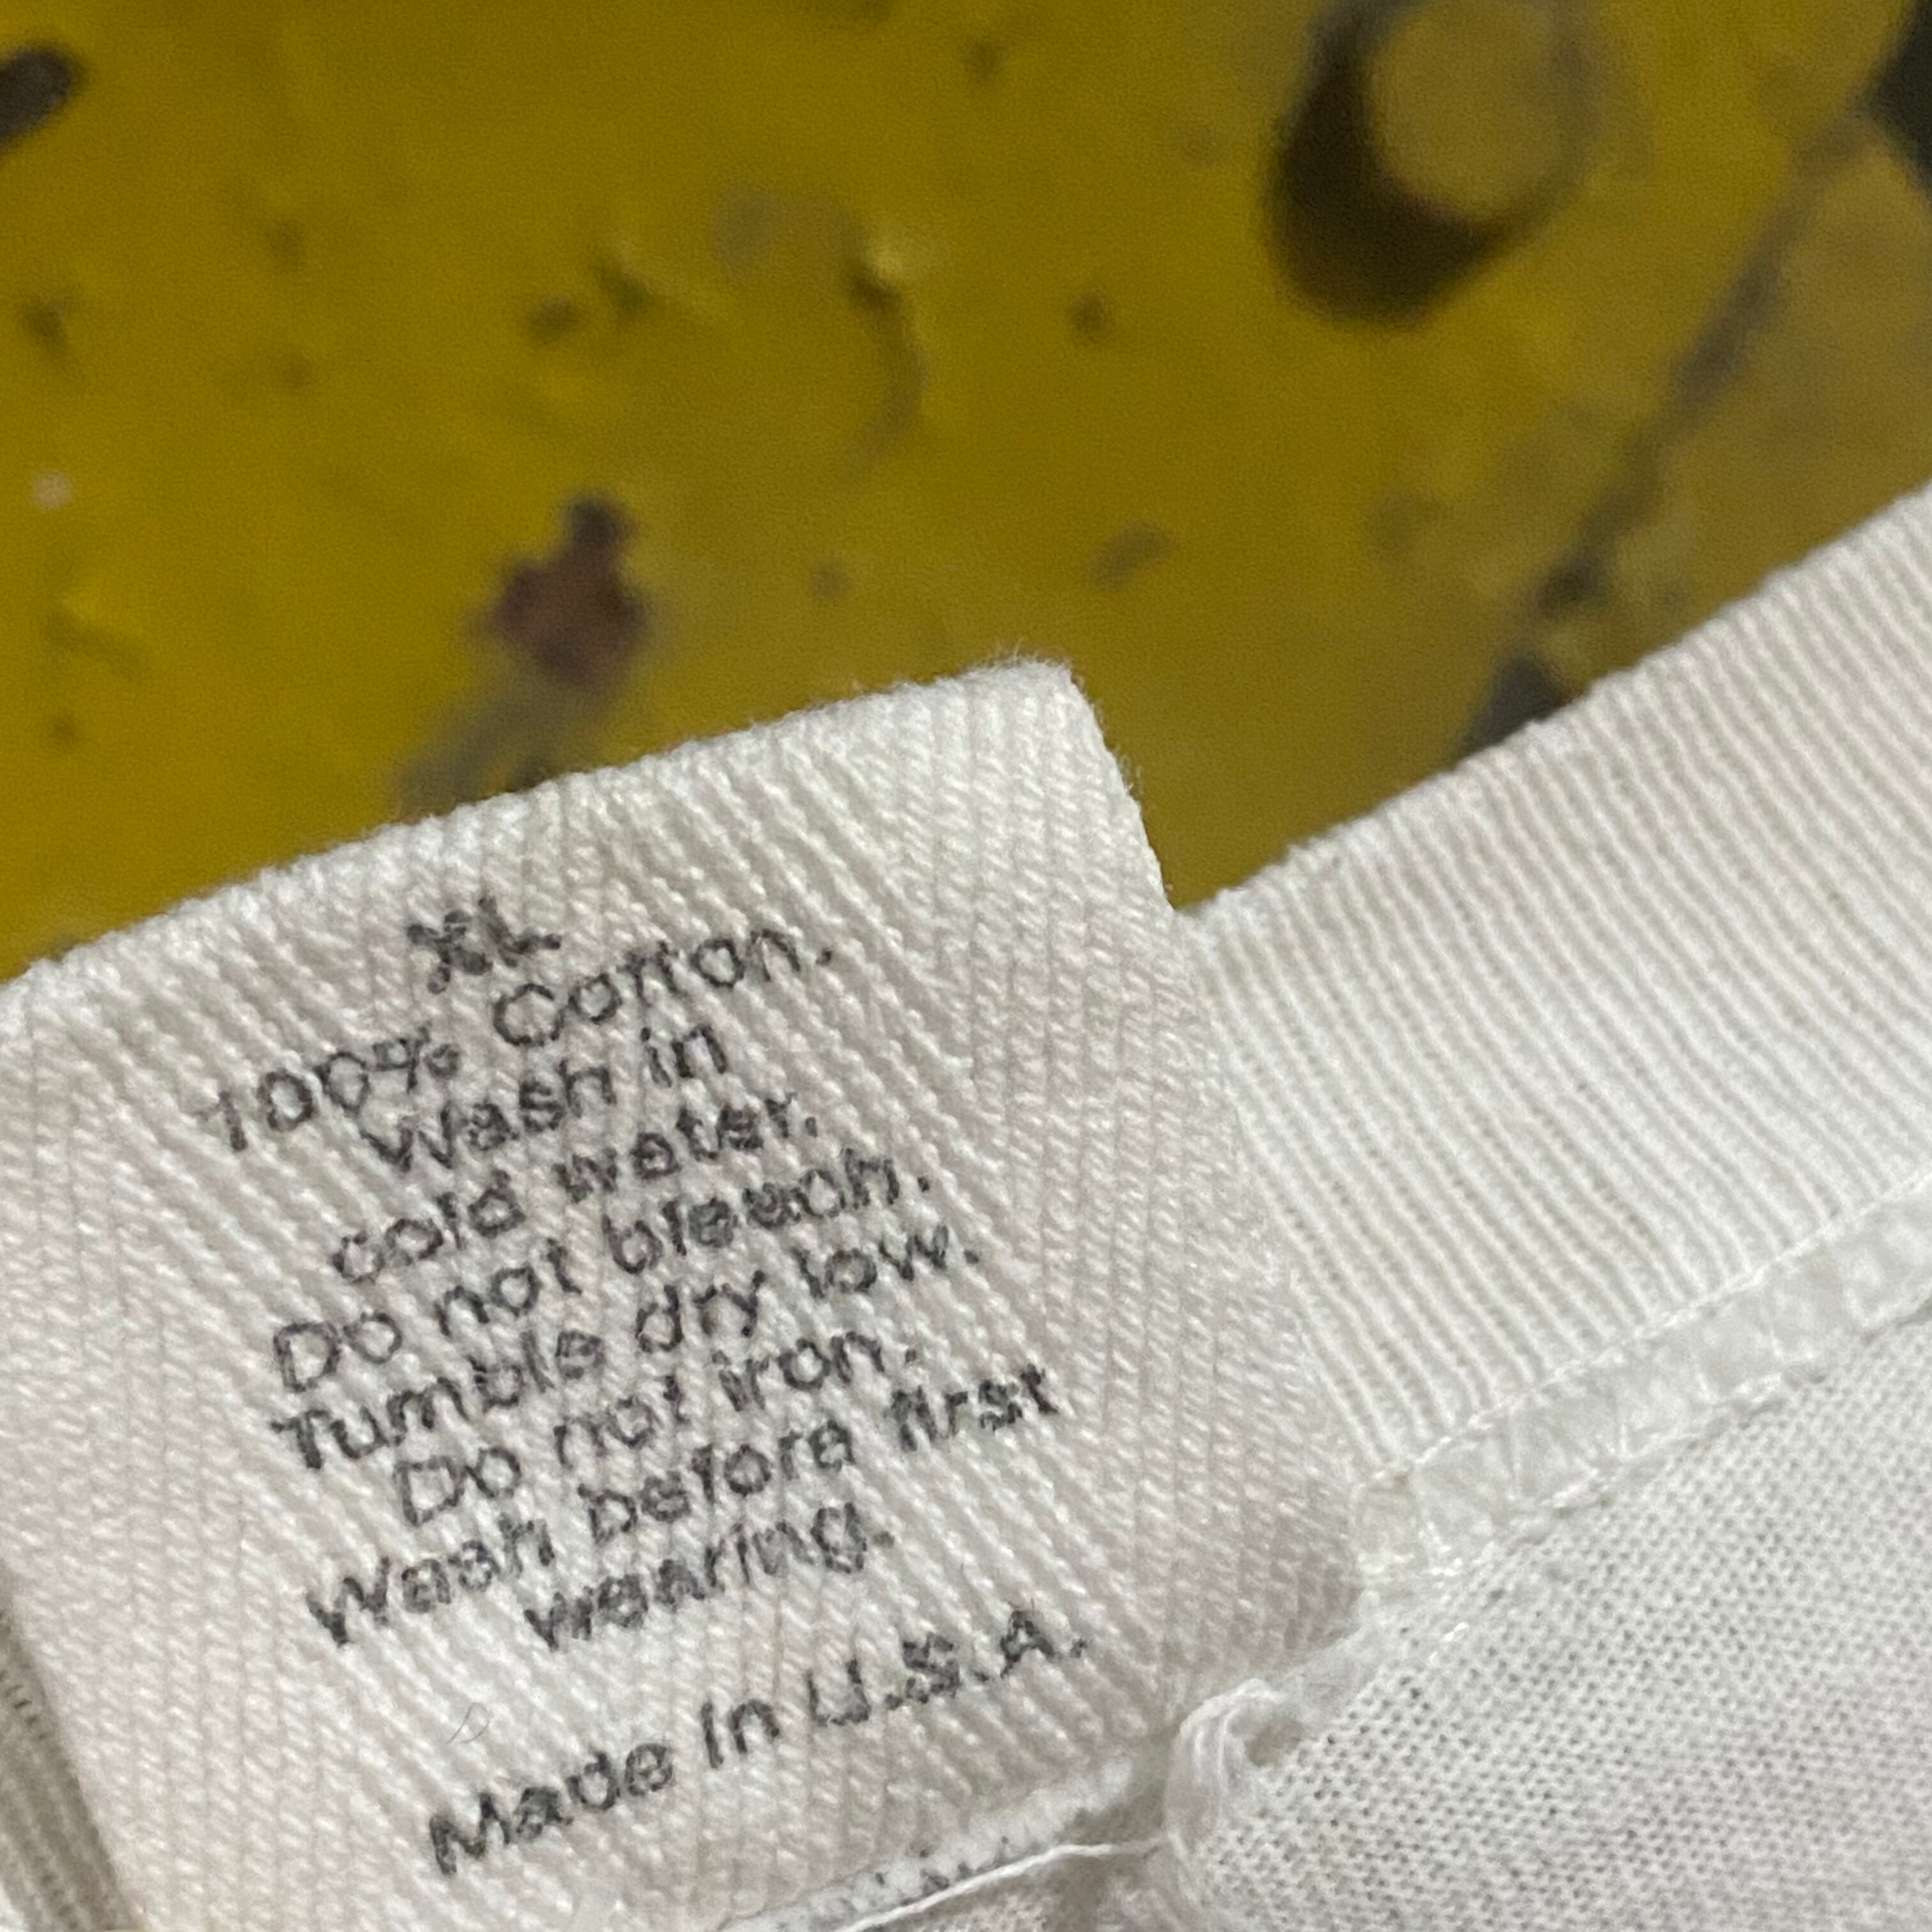 XL
100% Cotton.
Wash in
cold water.
Do not bleach.
Tumble dry low.
Do not iron.
Wash before first
wearing.
Made In U.S.A.